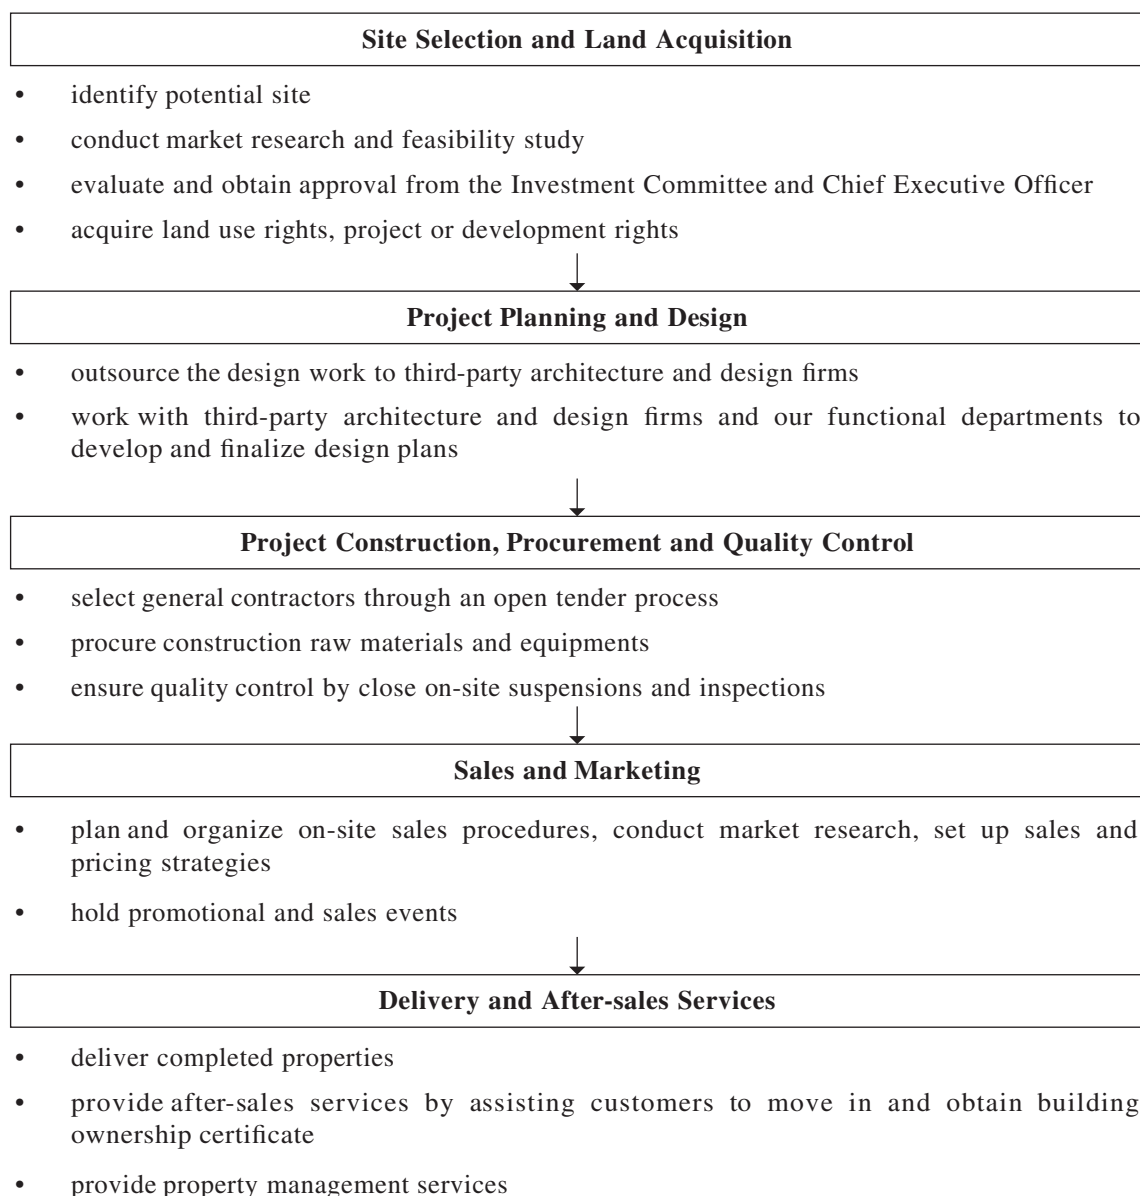 Site Selection and Land Acquisition
• identify potential site
• conduct market research and feasibility study
• evaluate and obtain approval from the Investment Committee and Chief Executive Officer
• acquire land use rights, project or development rights
Project Planning and Design
• outsource the design work to third-party architecture and design firms
• work with third-party architecture and design firms and our functional departments to
develop and finalize design plans
Project Construction, Procurement and Quality Control
• select general contractors through an open tender process
• procure construction raw materials and equipments
• ensure quality control by close on-site suspensions and inspections
Sales and Marketing
• plan and organize on-site sales procedures, conduct market research, set up sales and
pricing strategies
• hold promotional and sales events
Delivery and After-sales Services
• deliver completed properties
• provide after-sales services by assisting customers to move in and obtain building
ownership certificate
• provide property management services